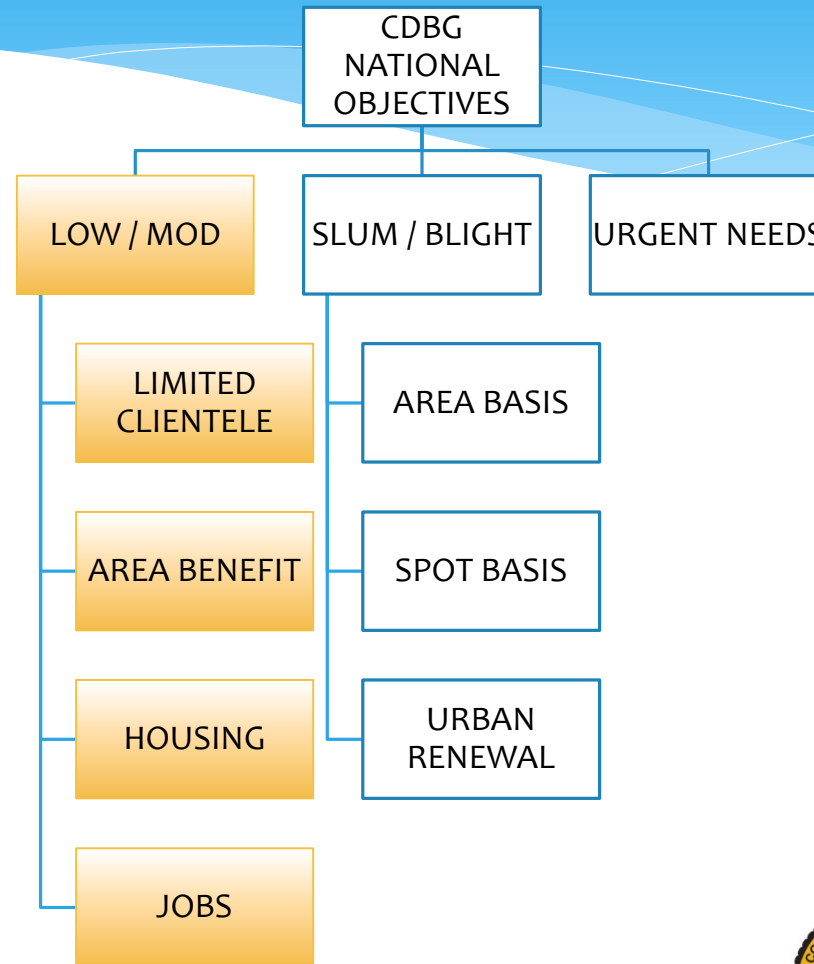 CDBG
NATIONAL
OBJECTIVES
LOW / MOD
SLUM / BLIGHT
URGENT NEEDS
LIMITED
CLIENTELE
AREA BASIS
AREA BENEFIT
SPOT BASIS
HOUSING
URBAN
RENEWAL
JOBS